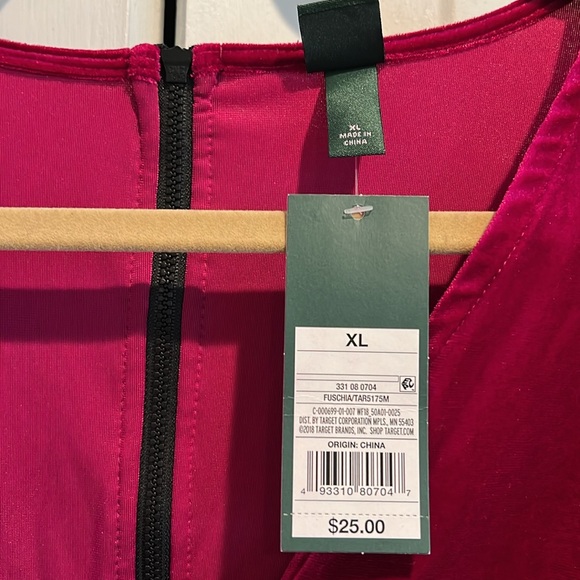 XL
MADE IN
CHINA
XL
331 08 0704
FUSCHIA/TAR5175M
C-000699-01-007 WF18_50A01-0025
DIST. BY TARGET CORPORATION MPLS., MN 55403
©2018 TARGET BRANDS, INC. SHOP TARGET.COM
ORIGIN: CHINA
4 93310 80704 7
$25.00